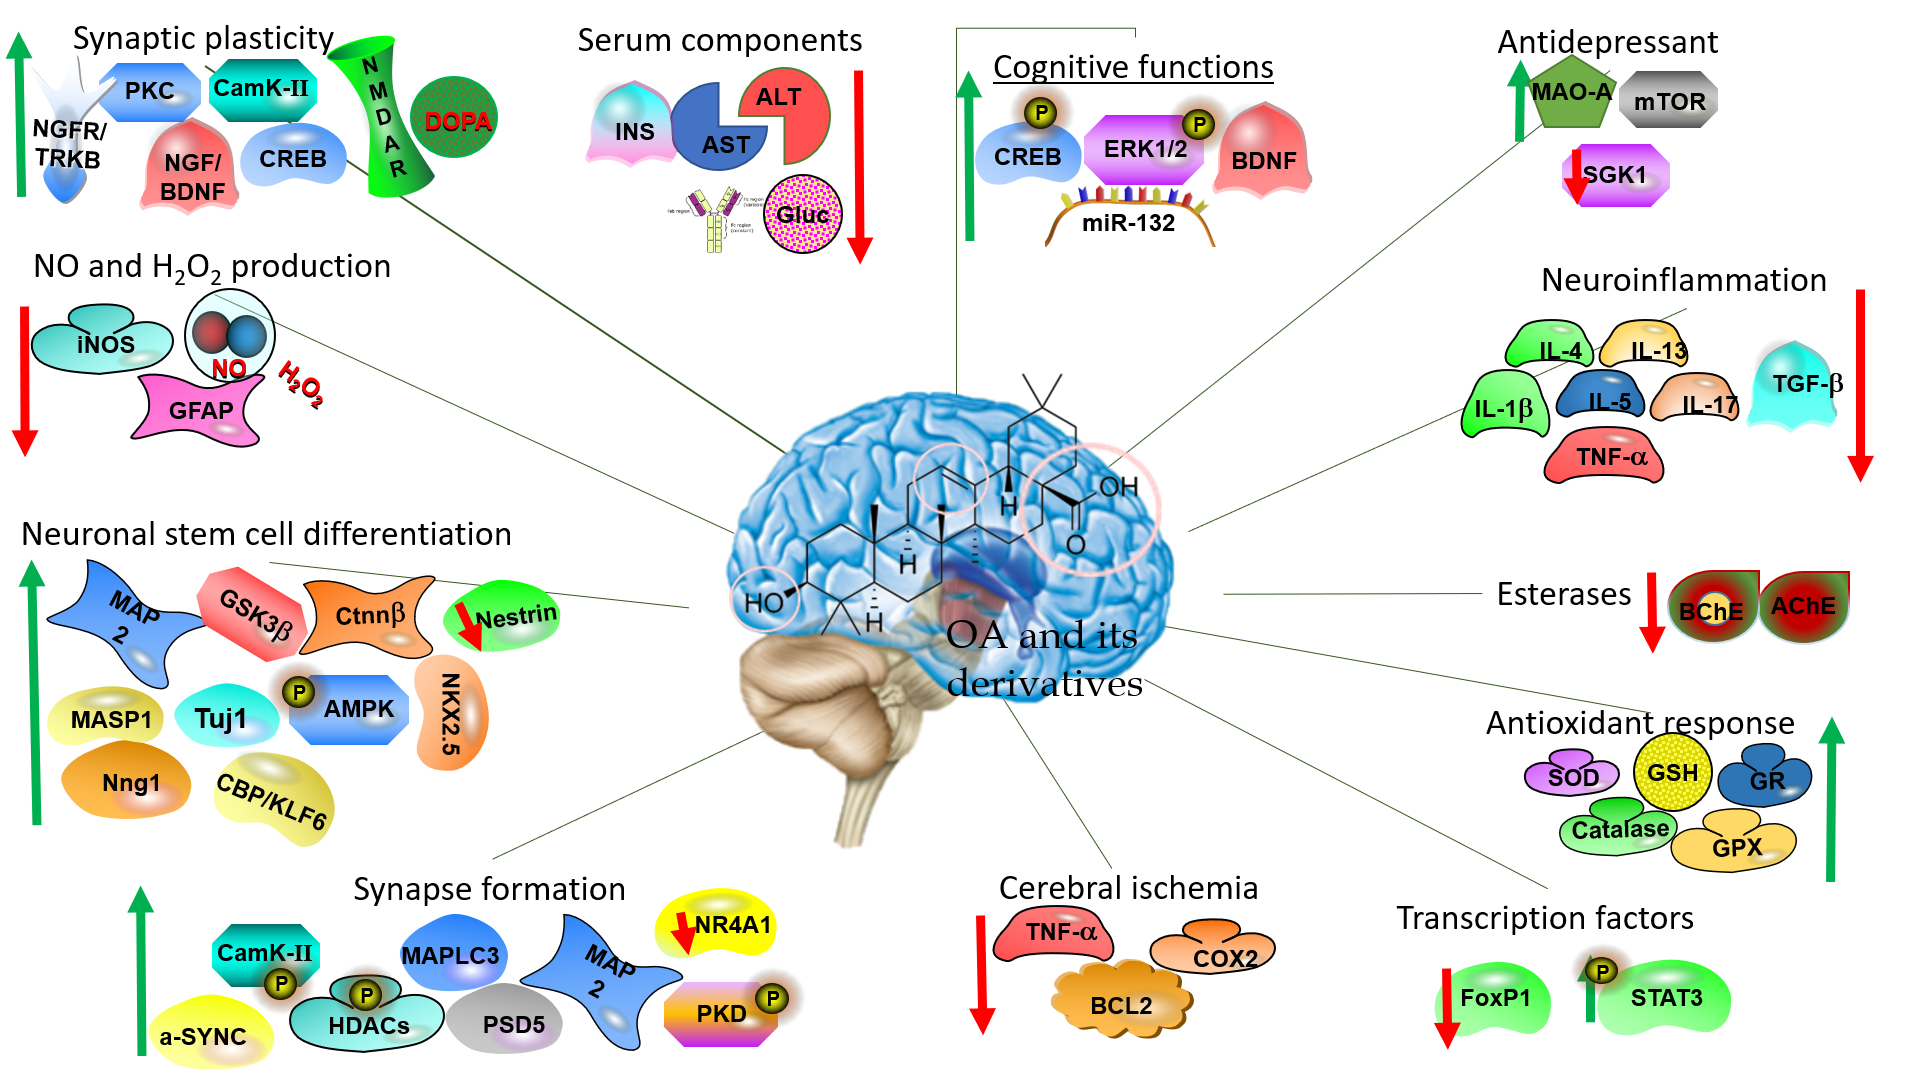 Synaptic plasticity
PKC
CamK-II
NMDAR
DOPA
NGFR/
TRKB
NGF/
BDNF
CREB
Serum components
INS
AST
ALT
Gluc
Cognitive functions
P
CREB
ERK1/2
P
BDNF
miR-132
Antidepressant
MAO-A
mTOR
SGK1
NO and H₂O₂ production
iNOS
NO
H₂O₂
GFAP
Neuroinflammation
IL-4
IL-13
IL-1β
IL-5
IL-17
TGF-β
TNF-α
Neuronal stem cell differentiation
MAP
2
GSK3β
Ctnnβ
Nestrin
MASP1
Tuj1
P
AMPK
NKX2.5
Nng1
CBP/KLF6
HO
H
H
H
OH
O
OA and its
derivatives
Esterases
BChE
AChE
Antioxidant response
SOD
GSH
GR
Catalase
GPX
Synapse formation
CamK-II
P
a-SYNC
P
HDACs
MAPLC3
PSD5
MAP
2
NR4A1
PKD
P
Cerebral ischemia
TNF-α
COX2
BCL2
Transcription factors
FoxP1
P
STAT3